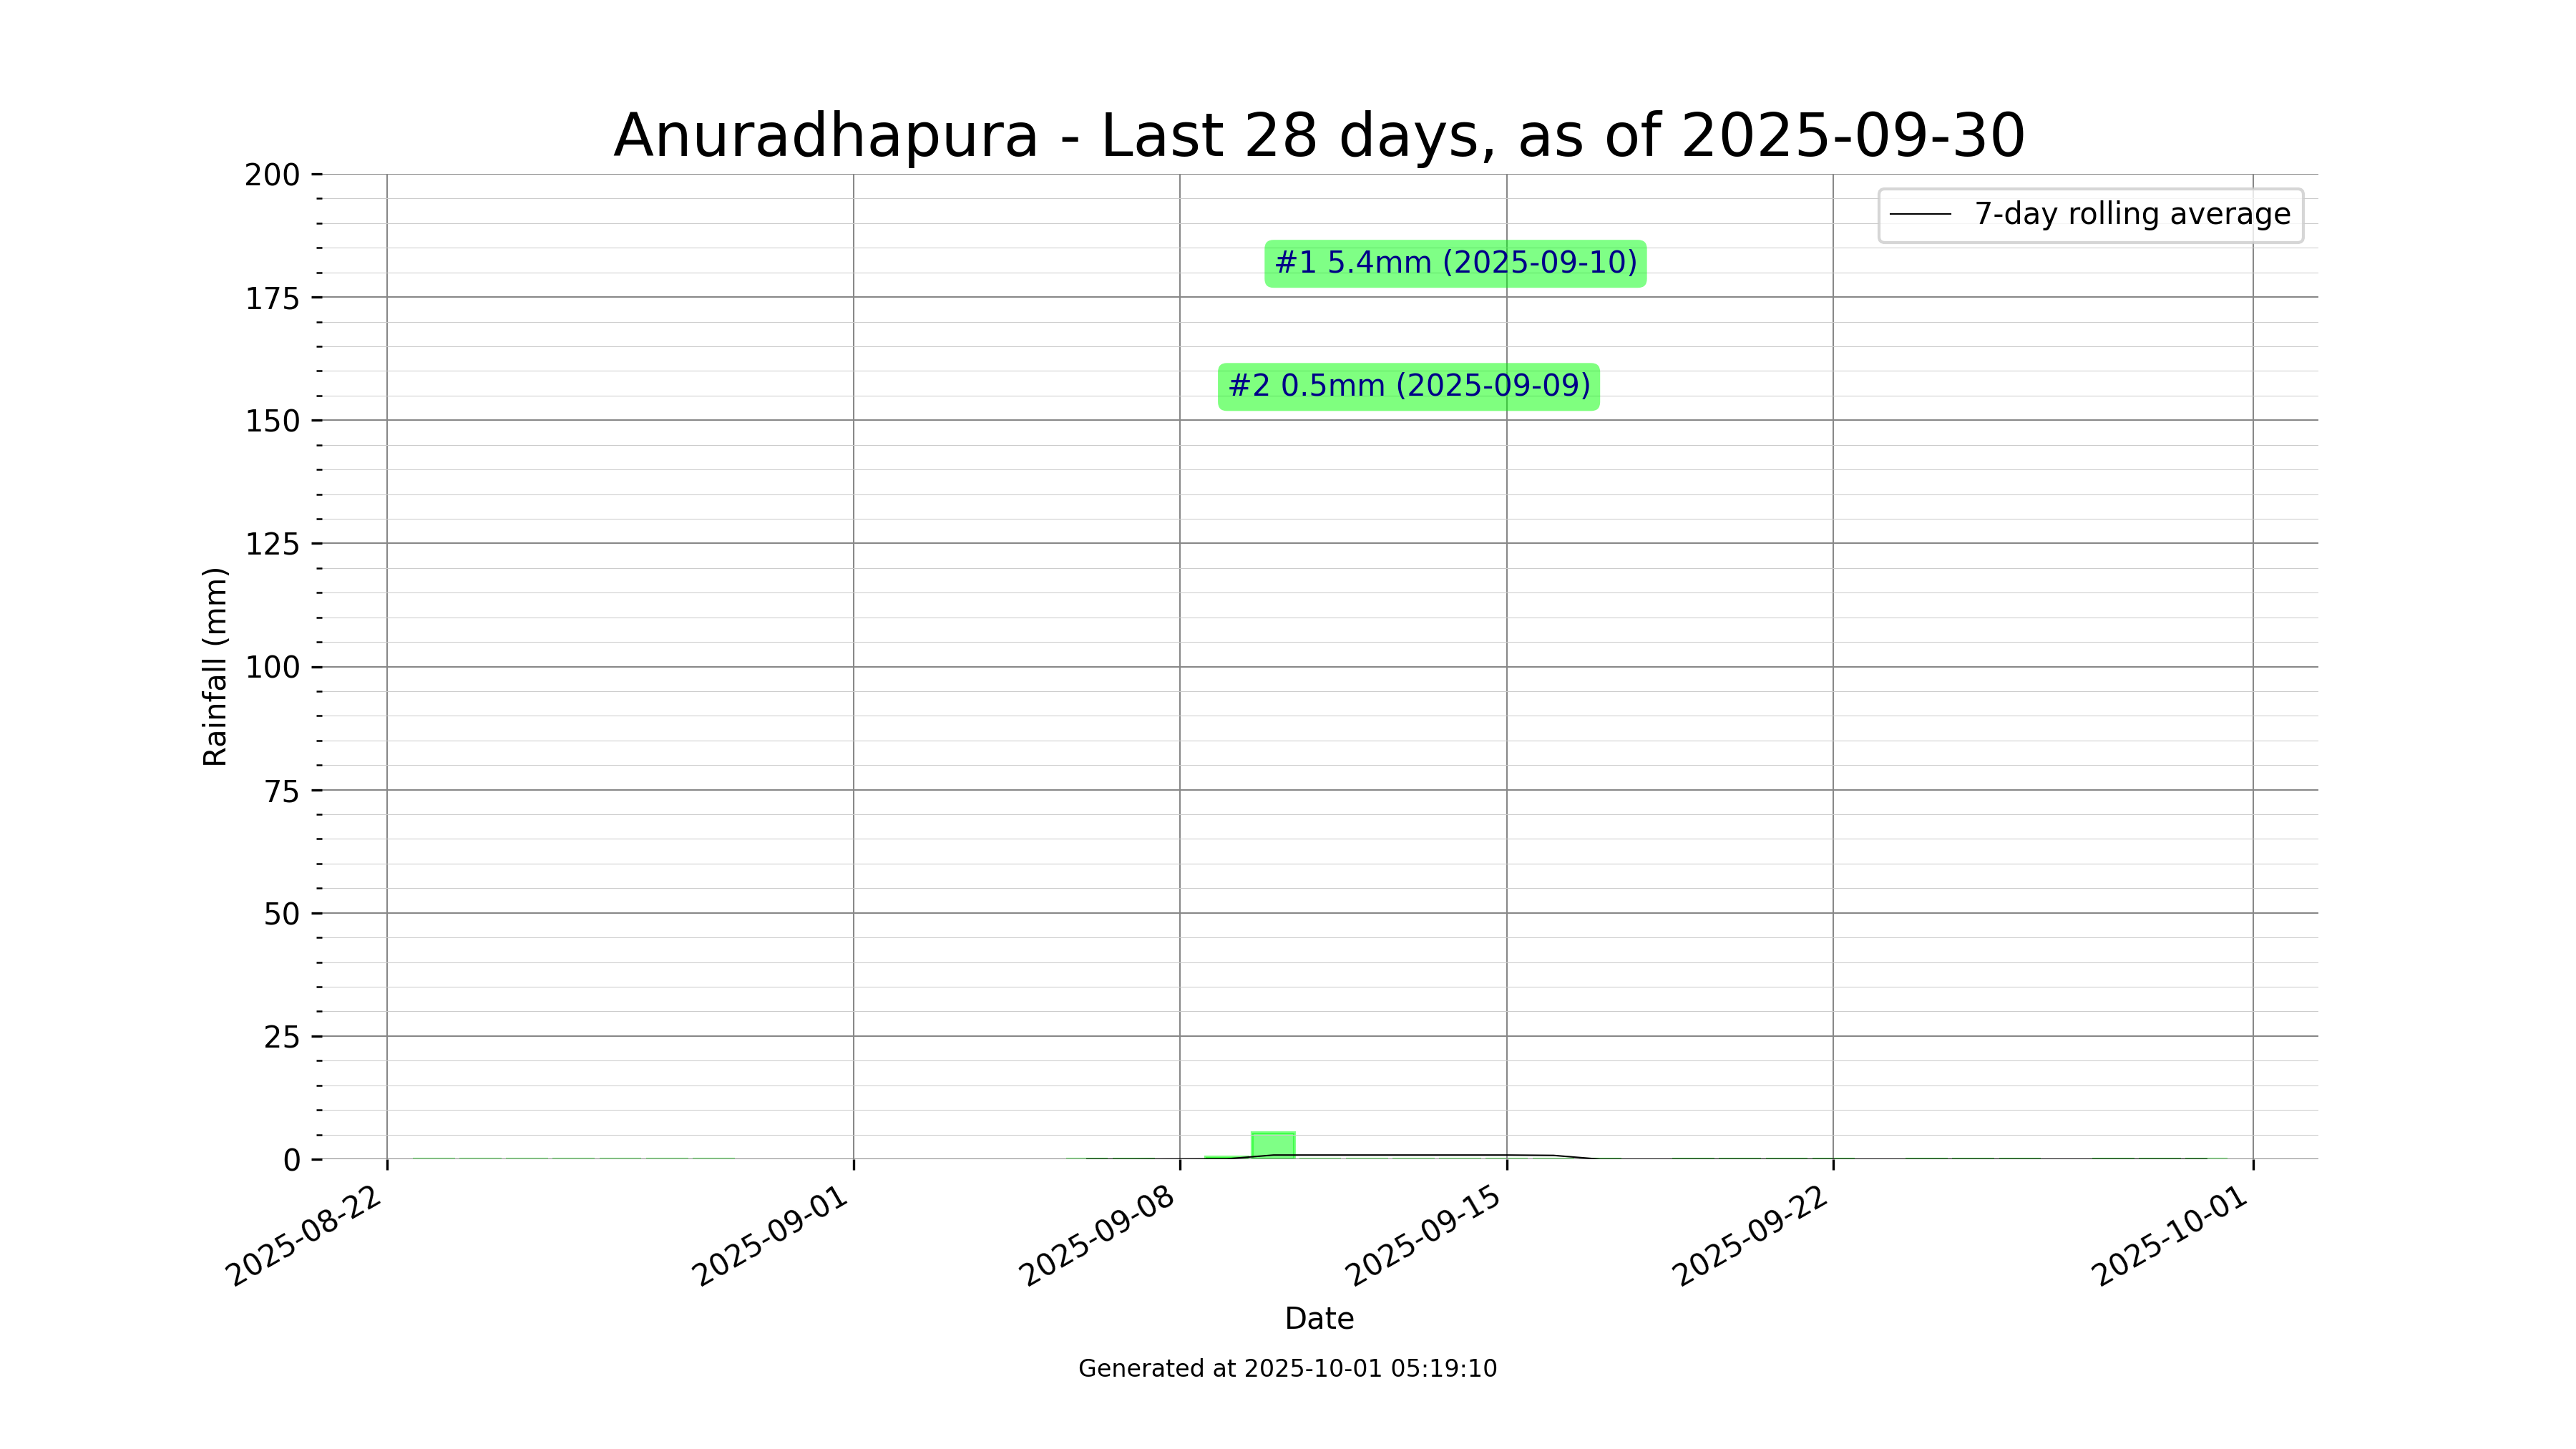 Anuradhapura - Last 28 days, as of 2025-09-30
7-day rolling average
#1 5.4mm (2025-09-10)
#2 0.5mm (2025-09-09)
Rainfall (mm)
200
175
150
125
100
75
50
25
0
2025-08-22
2025-09-01
2025-09-08
2025-09-15
2025-09-22
2025-10-01
Date
Generated at 2025-10-01 05:19:10